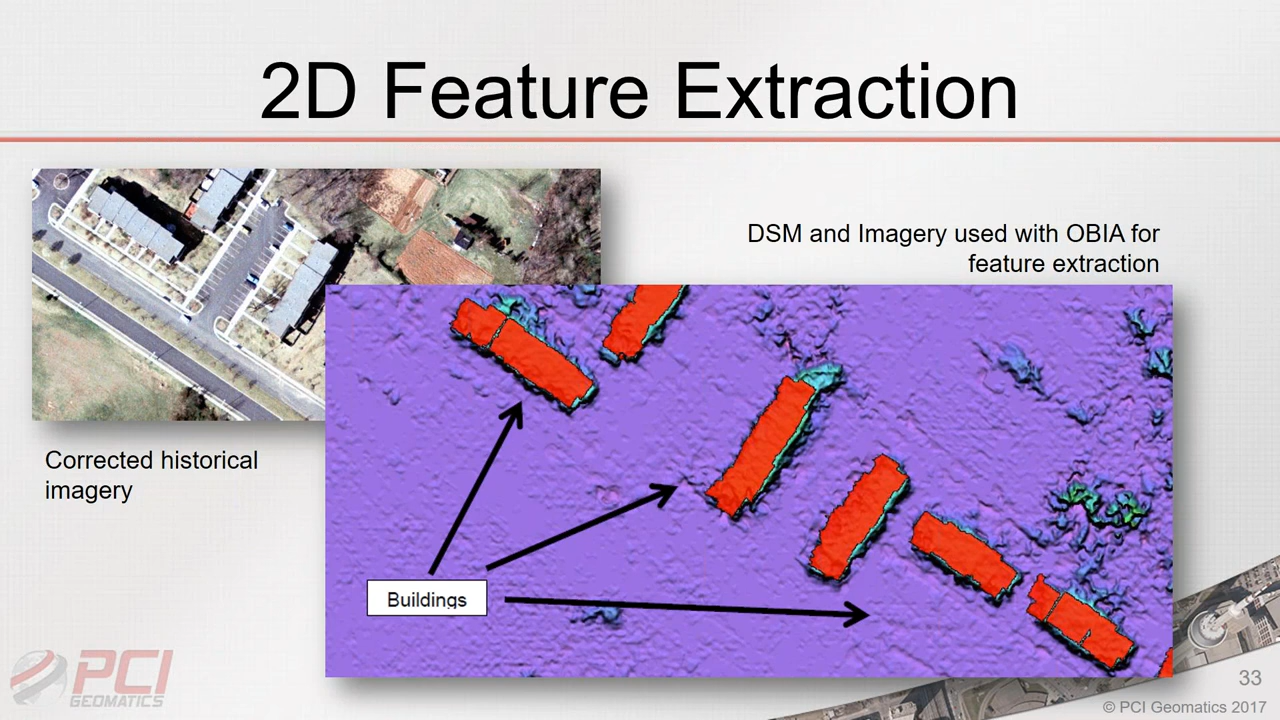 2D Feature Extraction
DSM and Imagery used with OBIA for
feature extraction
Corrected historical
imagery
Buildings
PCI
GEOMATICS
33
© PCI Geomatics 2017